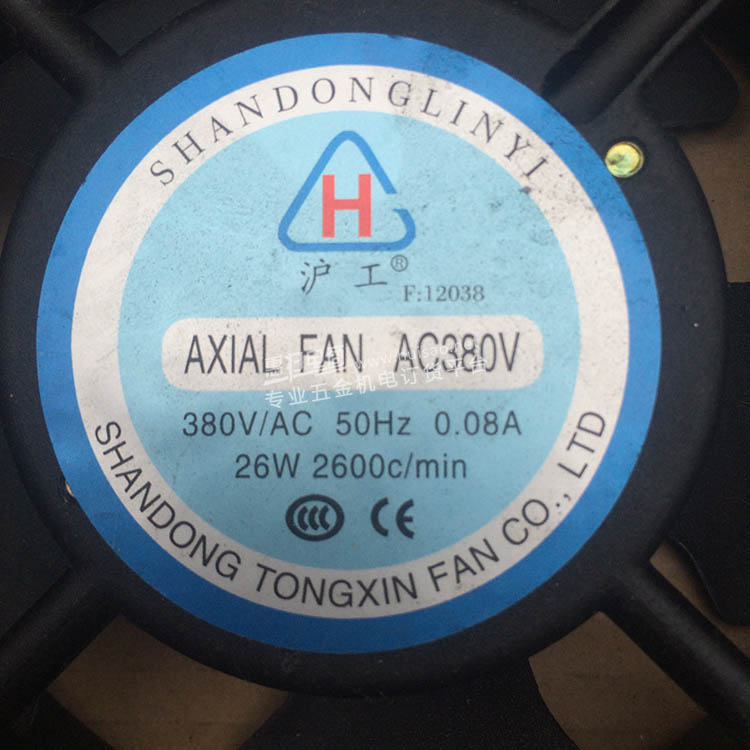 SHANDONGLINYI
H
沪工®
F:12038
AXIAL FAN AC380V
专业五金机电订货平台
380V/AC 50Hz 0.08A
26W 2600c/min
CCC CE
SHANDONG TONGXIN FAN CO., LTD